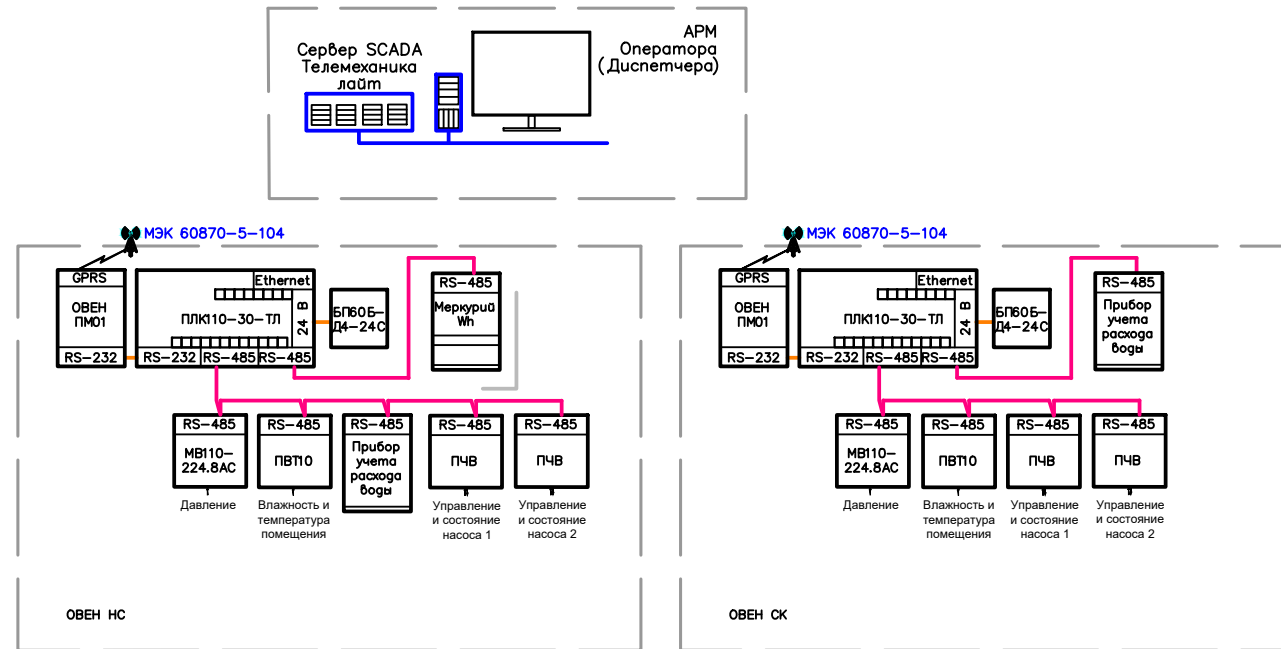 Сервер SCADA
Телемеханика
лайт
АРМ
Оператора
(Диспетчера)
МЭК 60870-5-104
GPRS
ОВЕН
ПМ01
RS-232
Ethernet
ПЛК110-30-ТЛ
24 В
RS-232
RS-485
RS-485
БП60Б-
Д4-24С
RS-485
Меркурий
Wh
RS-485
МВ110-
224.8АС
Давление
RS-485
ПВТ10
Влажность и
температура
помещения
RS-485
Прибор
учета
расхода
воды
RS-485
ПЧВ
Управление
и состояние
насоса 1
RS-485
ПЧВ
Управление
и состояние
насоса 2
ОВЕН НС
МЭК 60870-5-104
GPRS
ОВЕН
ПМ01
RS-232
Ethernet
ПЛК110-30-ТЛ
24 В
RS-232
RS-485
RS-485
БП60Б-
Д4-24С
RS-485
Прибор
учета
расхода
воды
RS-485
МВ110-
224.8АС
Давление
RS-485
ПВТ10
Влажность и
температура
помещения
RS-485
ПЧВ
Управление
и состояние
насоса 1
RS-485
ПЧВ
Управление
и состояние
насоса 2
ОВЕН СК